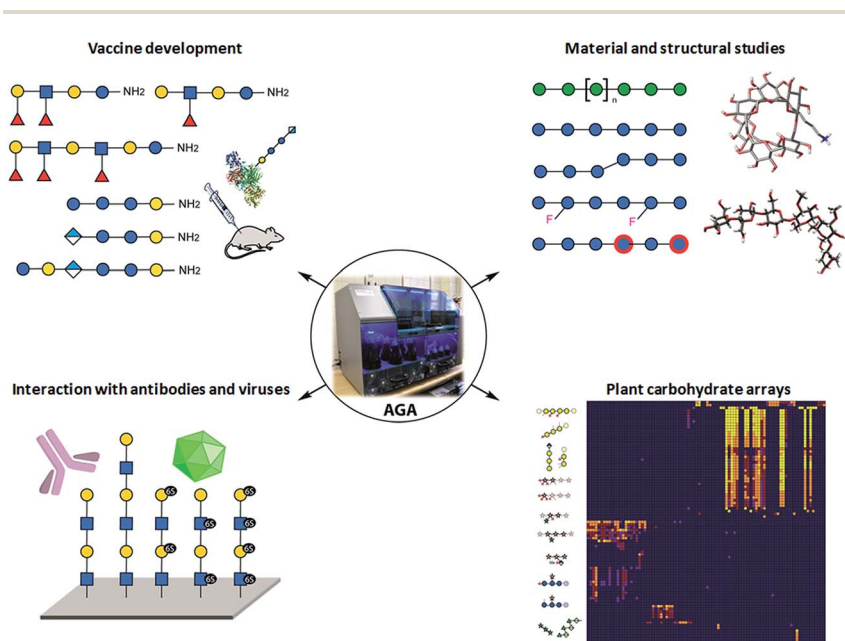 Vaccine development
NH2
NH2
NH2
NH2
NH2
NH2
Material and structural studies
n
F
F
AGA
Interaction with antibodies and viruses
6S
6S
6S
6S
6S
6S
6S
6S
Plant carbohydrate arrays